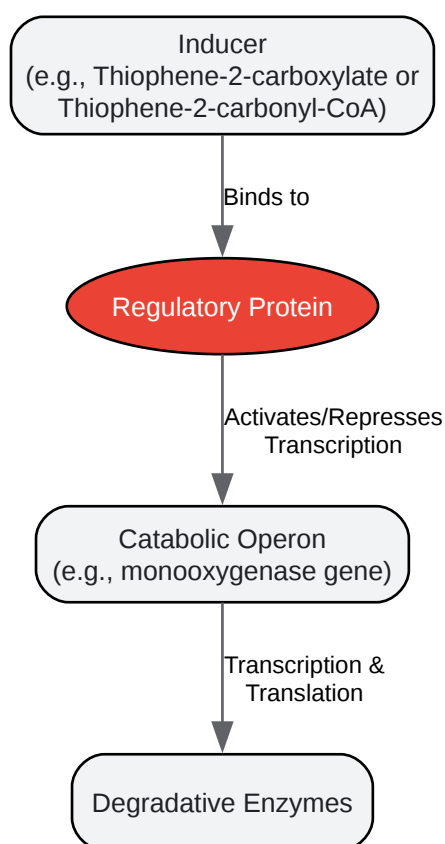 Inducer
(e.g., Thiophene-2-carboxylate or
Thiophene-2-carbonyl-CoA)
Binds to
Regulatory Protein
Activates/Represses
Transcription
Catabolic Operon
(e.g., monooxygenase gene)
Transcription &
Translation
Degradative Enzymes